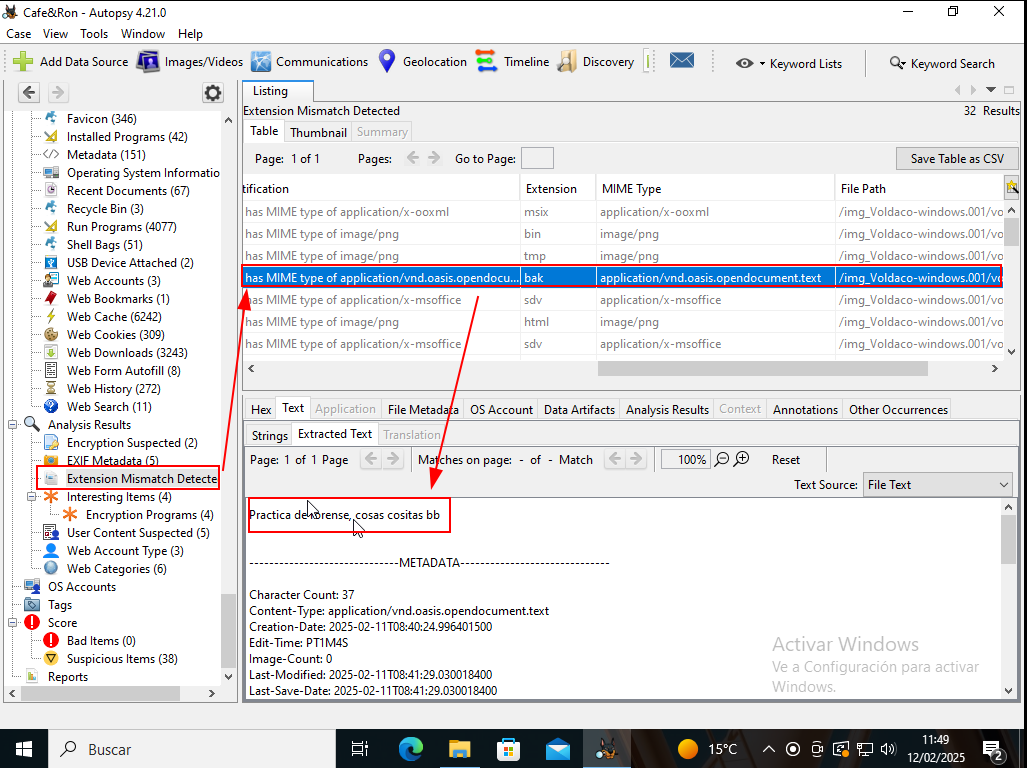 Cafe&Ron - Autopsy 4.21.0
Case View Tools Window Help
Add Data Source Images/Videos Communications Geolocation Timeline Discovery Keyword Lists Keyword Search
Listing
Extension Mismatch Detected 32 Results
Table Thumbnail Summary
Page: 1 of 1 Pages: Go to Page: Save Table as CSV
tification Extension MIME Type File Path
has MIME type of application/x-ooxml msix application/x-ooxml /img_Voldaco-windows.001/vo
has MIME type of image/png bin image/png /img_Voldaco-windows.001/vo
has MIME type of image/png tmp image/png /img_Voldaco-windows.001/vo
has MIME type of application/vnd.oasis.opendocu... bak application/vnd.oasis.opendocument.text /img_Voldaco-windows.001/vo
has MIME type of application/x-msoffice sdv application/x-msoffice /img_Voldaco-windows.001/vo
has MIME type of image/png html image/png /img_Voldaco-windows.001/vo
has MIME type of application/x-msoffice sdv application/x-msoffice /img_Voldaco-windows.001/vo
Favicon (346)
Installed Programs (42)
Metadata (151)
Operating System Informatio
Recent Documents (67)
Recycle Bin (3)
Run Programs (4077)
Shell Bags (51)
USB Device Attached (2)
Web Accounts (3)
Web Bookmarks (1)
Web Cache (6242)
Web Cookies (309)
Web Downloads (3243)
Web Form Autofill (8)
Web History (272)
Web Search (11)
Analysis Results
Encryption Suspected (2)
EXIF Metadata (5)
Extension Mismatch Detecte
Interesting Items (4)
Encryption Programs (4)
User Content Suspected (5)
Web Account Type (3)
Web Categories (6)
OS Accounts
Tags
Score
Bad Items (0)
Suspicious Items (38)
Reports
Hex Text Application File Metadata OS Account Data Artifacts Analysis Results Context Annotations Other Occurrences
Strings Extracted Text Translation
Page: 1 of 1 Page Matches on page: - of - Match 100% Reset
Text Source: File Text
Practica de forense, cosas cositas bb
------------------------------METADATA------------------------------
Character Count: 37
Content-Type: application/vnd.oasis.opendocument.text
Creation-Date: 2025-02-11T08:40:24.996401500
Edit-Time: PT1M4S
Image-Count: 0
Last-Modified: 2025-02-11T08:41:29.030018400
Last-Save-Date: 2025-02-11T08:41:29.030018400
Activar Windows
Ve a Configuración para activar
Windows.
Buscar
15°C
11:49
12/02/2025
2